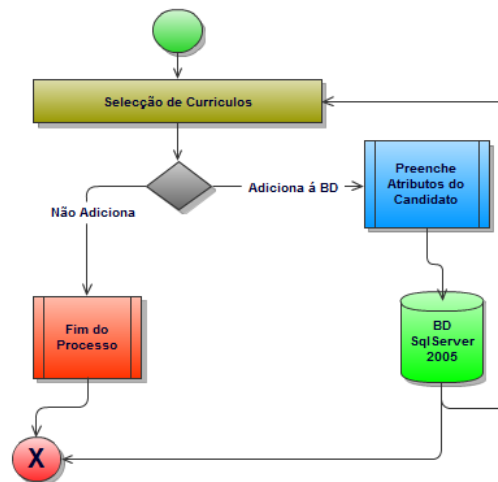 Selecção de Curriculos
Adiciona á BD
Preenche
Atributos do
Candidato
Não Adiciona
Fim do
Processo
BD
SqlServer
2005
X